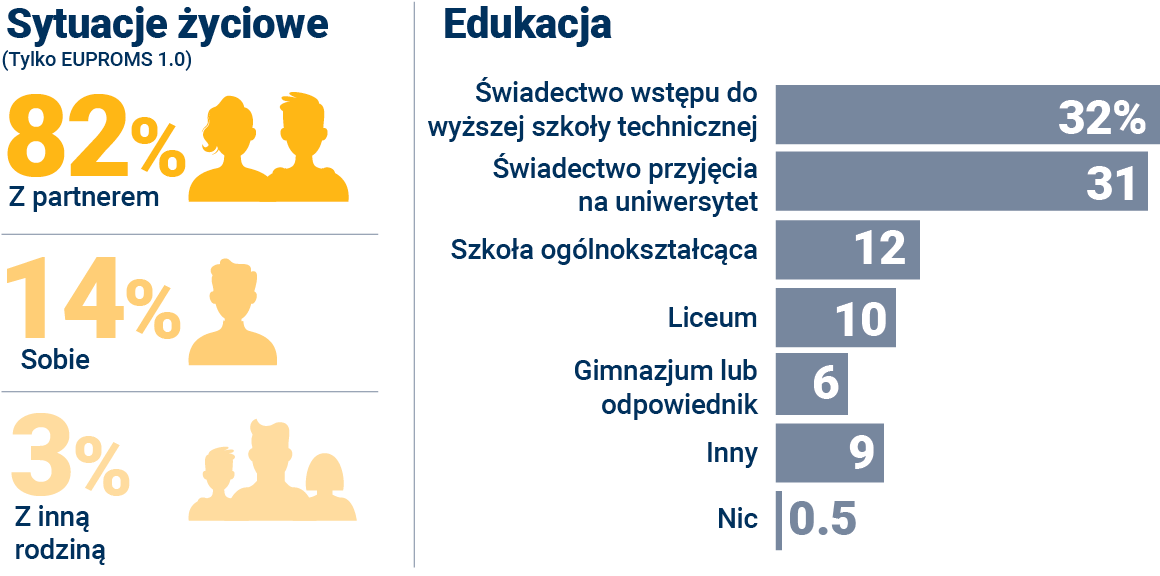 Sytuacje życiowe
(Tylko EUPROMS 1.0)
82%
Z partnerem
14%
Sobie
3%
Z inną
rodziną
Edukacja
Świadectwo wstępu do
wyższej szkoły technicznej
32%
Świadectwo przyjęcia
na uniwersytet
31
Szkoła ogólnokształcąca
12
Liceum
10
Gimnazjum lub
odpowiednik
6
Inny
9
Nic
0.5